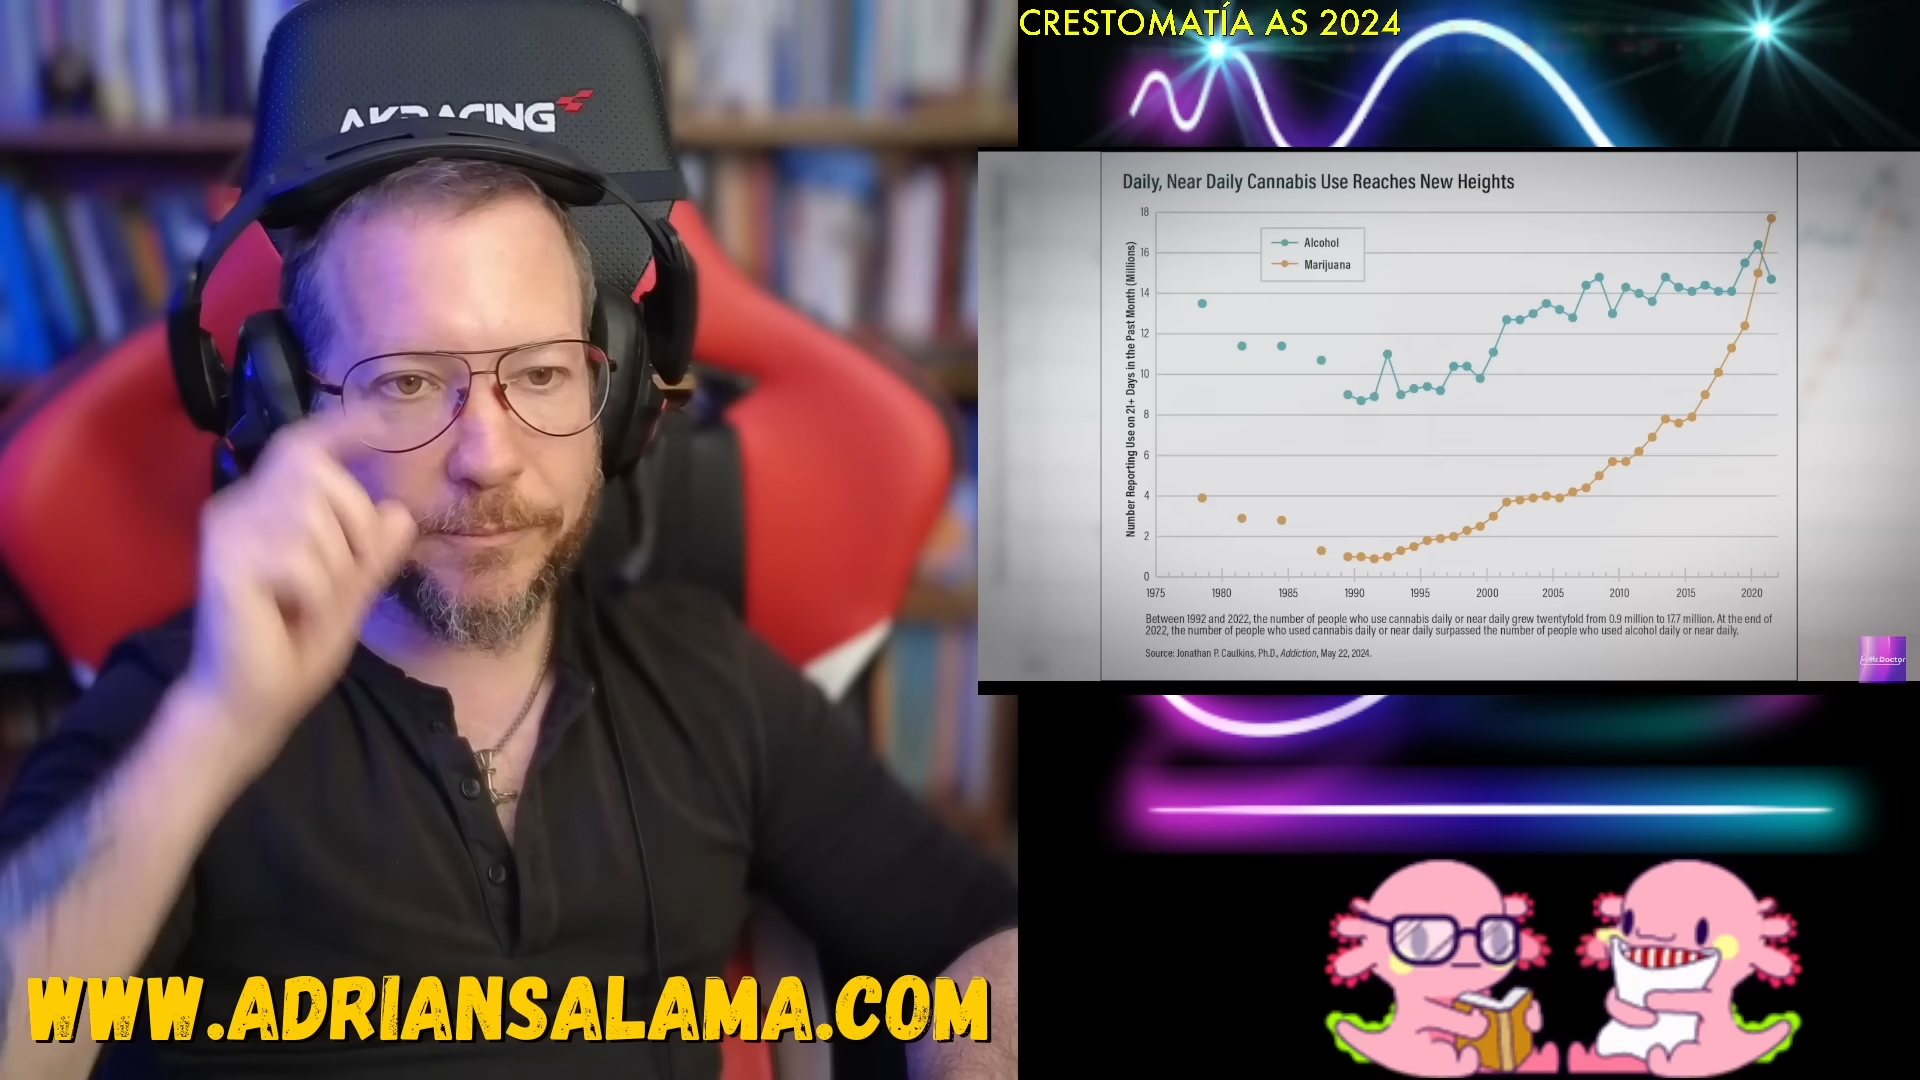 CRESTOMATÍA AS 2024
AKRACING
Daily, Near Daily Cannabis Use Reaches New Heights
Number Reporting Use on 21+ Days in the Past Month (Millions)
18
16
14
12
10
8
6
4
2
0
Alcohol
Marijuana
1975
1980
1985
1990
1995
2000
2005
2010
2015
2020
Between 1992 and 2022, the number of people who use cannabis daily or near daily grew twentyfold from 0.9 million to 17.7 million. At the end of
2022, the number of people who used cannabis daily or near daily surpassed the number of people who used alcohol daily or near daily.
Source: Jonathan P. Caulkins, Ph.D., Addiction, May 22, 2024.
Mr.Doctor
WWW.ADRIANSALAMA.COM